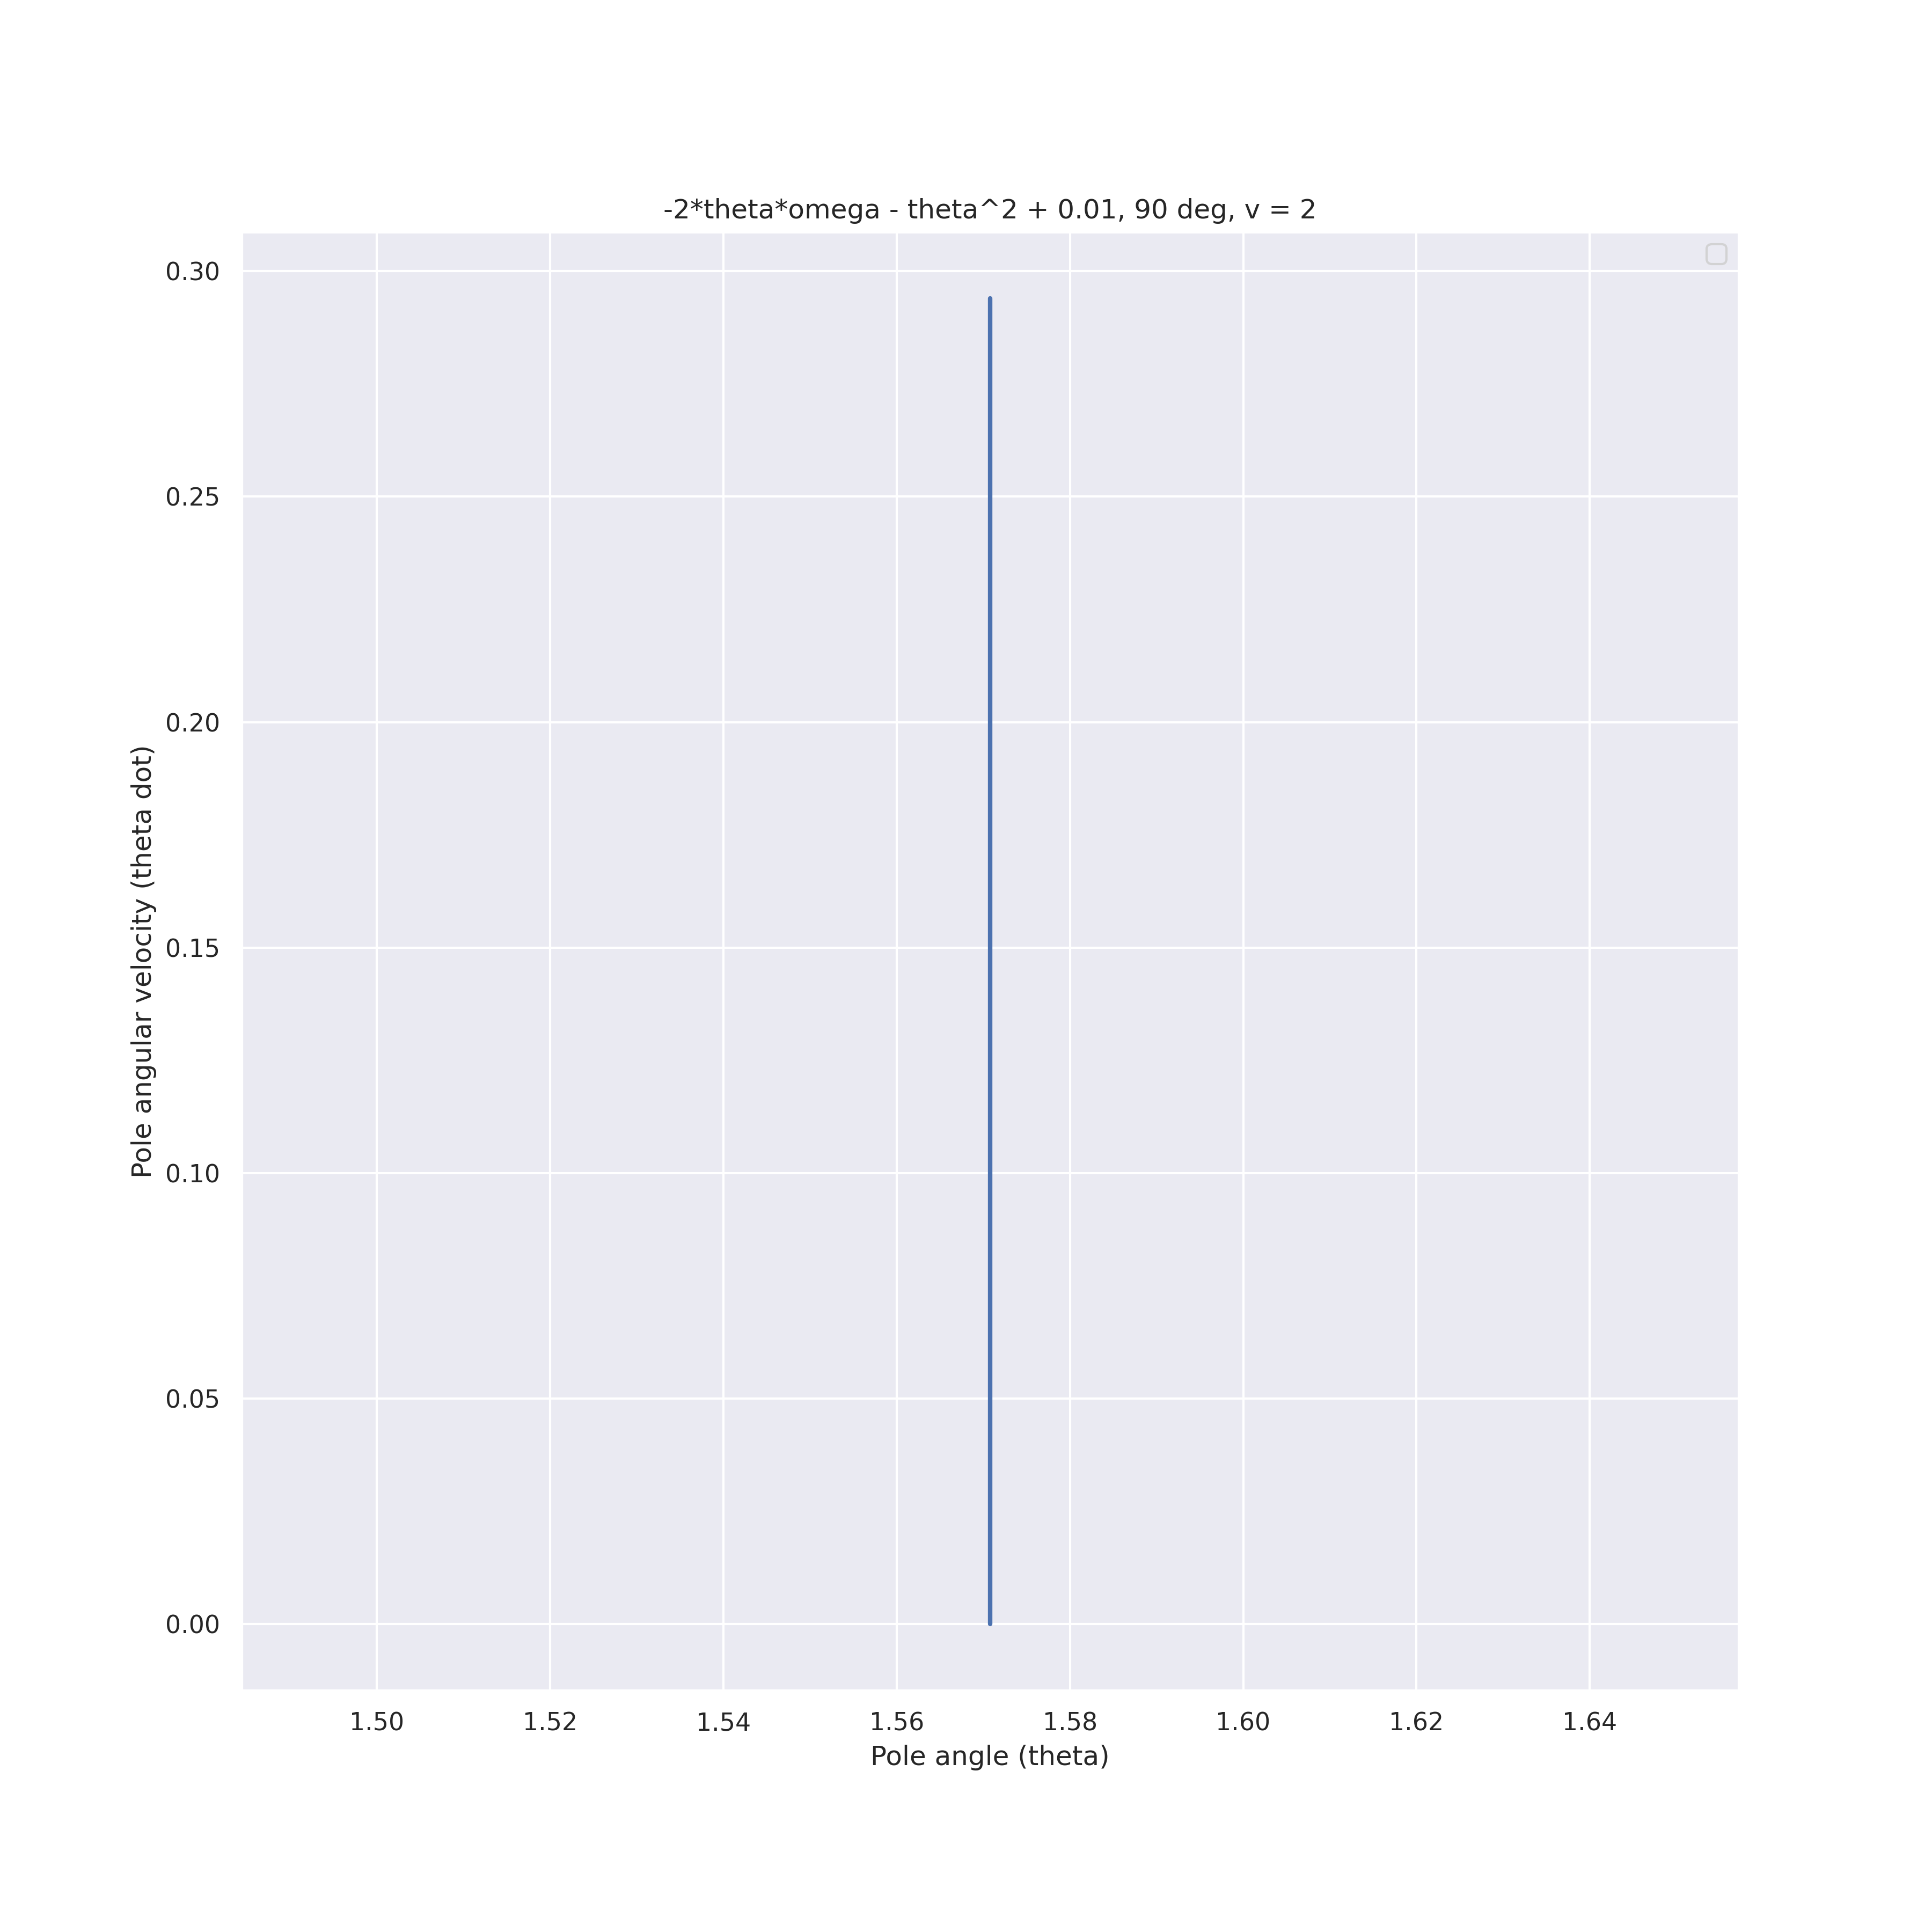 -2*theta*omega - theta^2 + 0.01, 90 deg, v = 2
0.30
0.25
0.20
0.15
0.10
0.05
0.00
Pole angular velocity (theta dot)
1.50 1.52 1.54 1.56 1.58 1.60 1.62 1.64
Pole angle (theta)